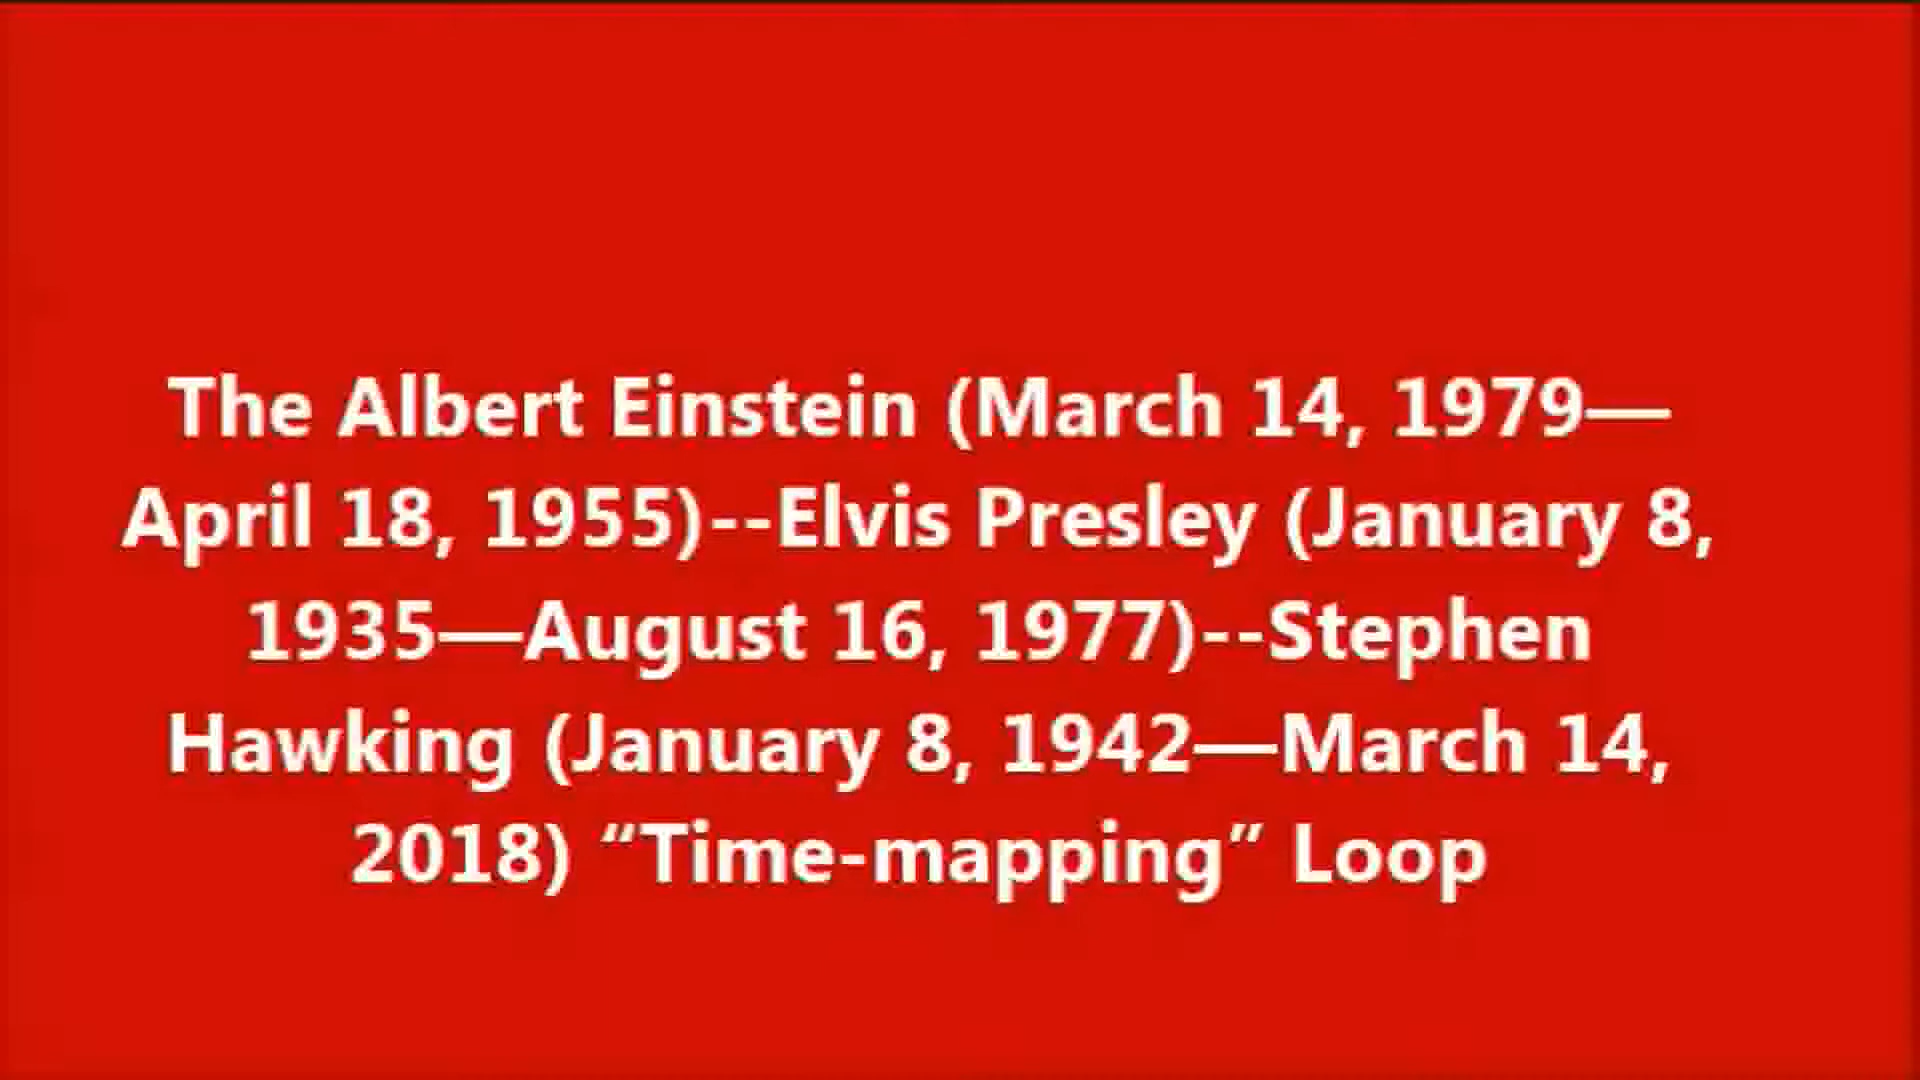 The Albert Einstein (March 14, 1979—
April 18, 1955)--Elvis Presley (January 8,
1935—August 16, 1977)--Stephen
Hawking (January 8, 1942—March 14,
2018) “Time-mapping” Loop